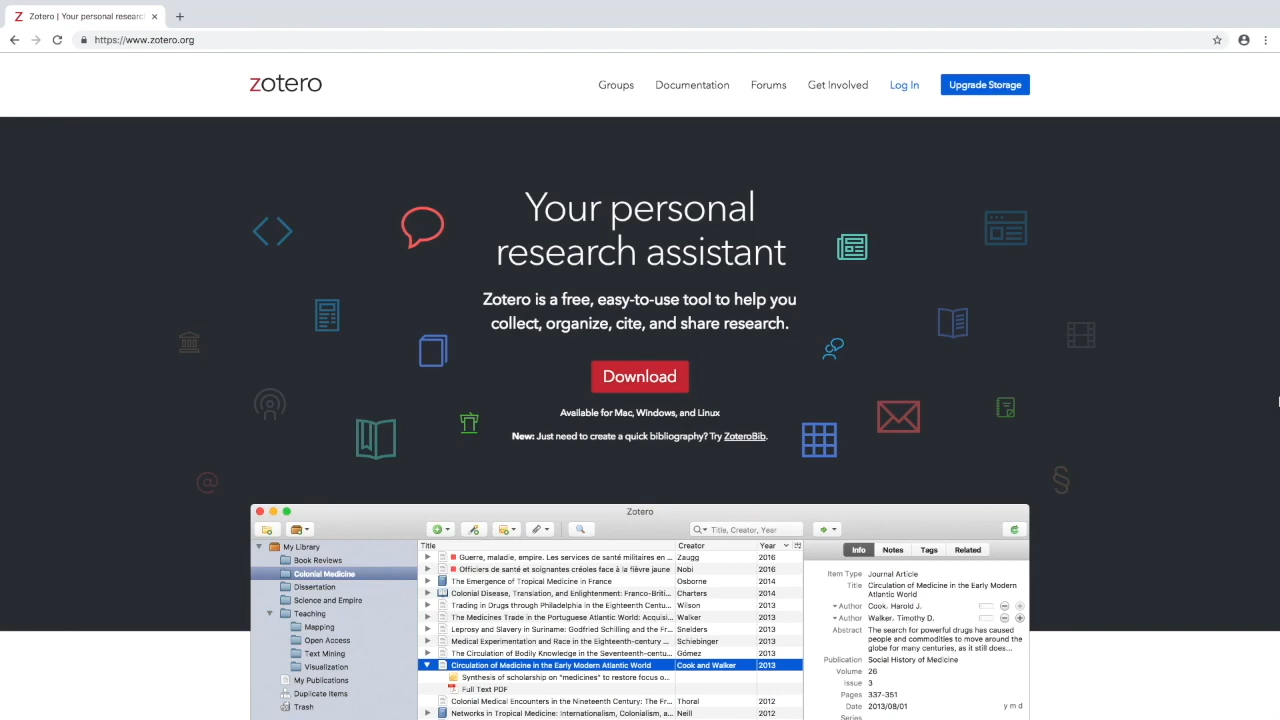 Zotero | Your personal researc
https://www.zotero.org
zotero
Groups
Documentation
Forums
Get Involved
Log In
Upgrade Storage
Your personal
research assistant
Zotero is a free, easy-to-use tool to help you
collect, organize, cite, and share research.
Download
Available for Mac, Windows, and Linux
New: Just need to create a quick bibliography? Try ZoteroBib.
Zotero
Title, Creator, Year
My Library
Book Reviews
Colonial Medicine
Dissertation
Science and Empire
Teaching
Mapping
Open Access
Text Mining
Visualization
My Publications
Duplicate Items
Trash
Title Creator Year
Guerre, maladie, empire. Les services de santé militaires en ... Zaugg 2016
Officiers de santé et soignantes créoles face à la fièvre jaune Nobi 2016
The Emergence of Tropical Medicine in France Osborne 2014
Colonial Disease, Translation, and Enlightenment: Franco-Briti... Charters 2014
Trading in Drugs through Philadelphia in the Eighteenth Centu... Wilson 2013
The Medicines Trade in the Portuguese Atlantic World: Acquisi... Walker 2013
Leprosy and Slavery in Suriname: Godfried Schilling and the Fr... Snelders 2013
Medical Experimentation and Race in the Eighteenth-century ... Schiebinger 2013
The Circulation of Bodily Knowledge in the Seventeenth-centu... Gómez 2013
Circulation of Medicine in the Early Modern Atlantic World Cook and Walker 2013
Synthesis of scholarship on "medicines" to restore focus o...
Full Text PDF
Colonial Medical Encounters in the Nineteenth Century: The Fr... Thoral 2012
Networks in Tropical Medicine: Internationalism, Colonialism, a... Neill 2012
Info
Notes
Tags
Related
Item Type Journal Article
Title Circulation of Medicine in the Early Modern
Atlantic World
Author Cook, Harold J.
Author Walker, Timothy D.
Abstract The search for powerful drugs has caused
people and commodities to move around the
globe for many centuries, as it still does...
Publication Social History of Medicine
Volume 26
Issue 3
Pages 337-351
Date 2013/08/01 y m d
Series